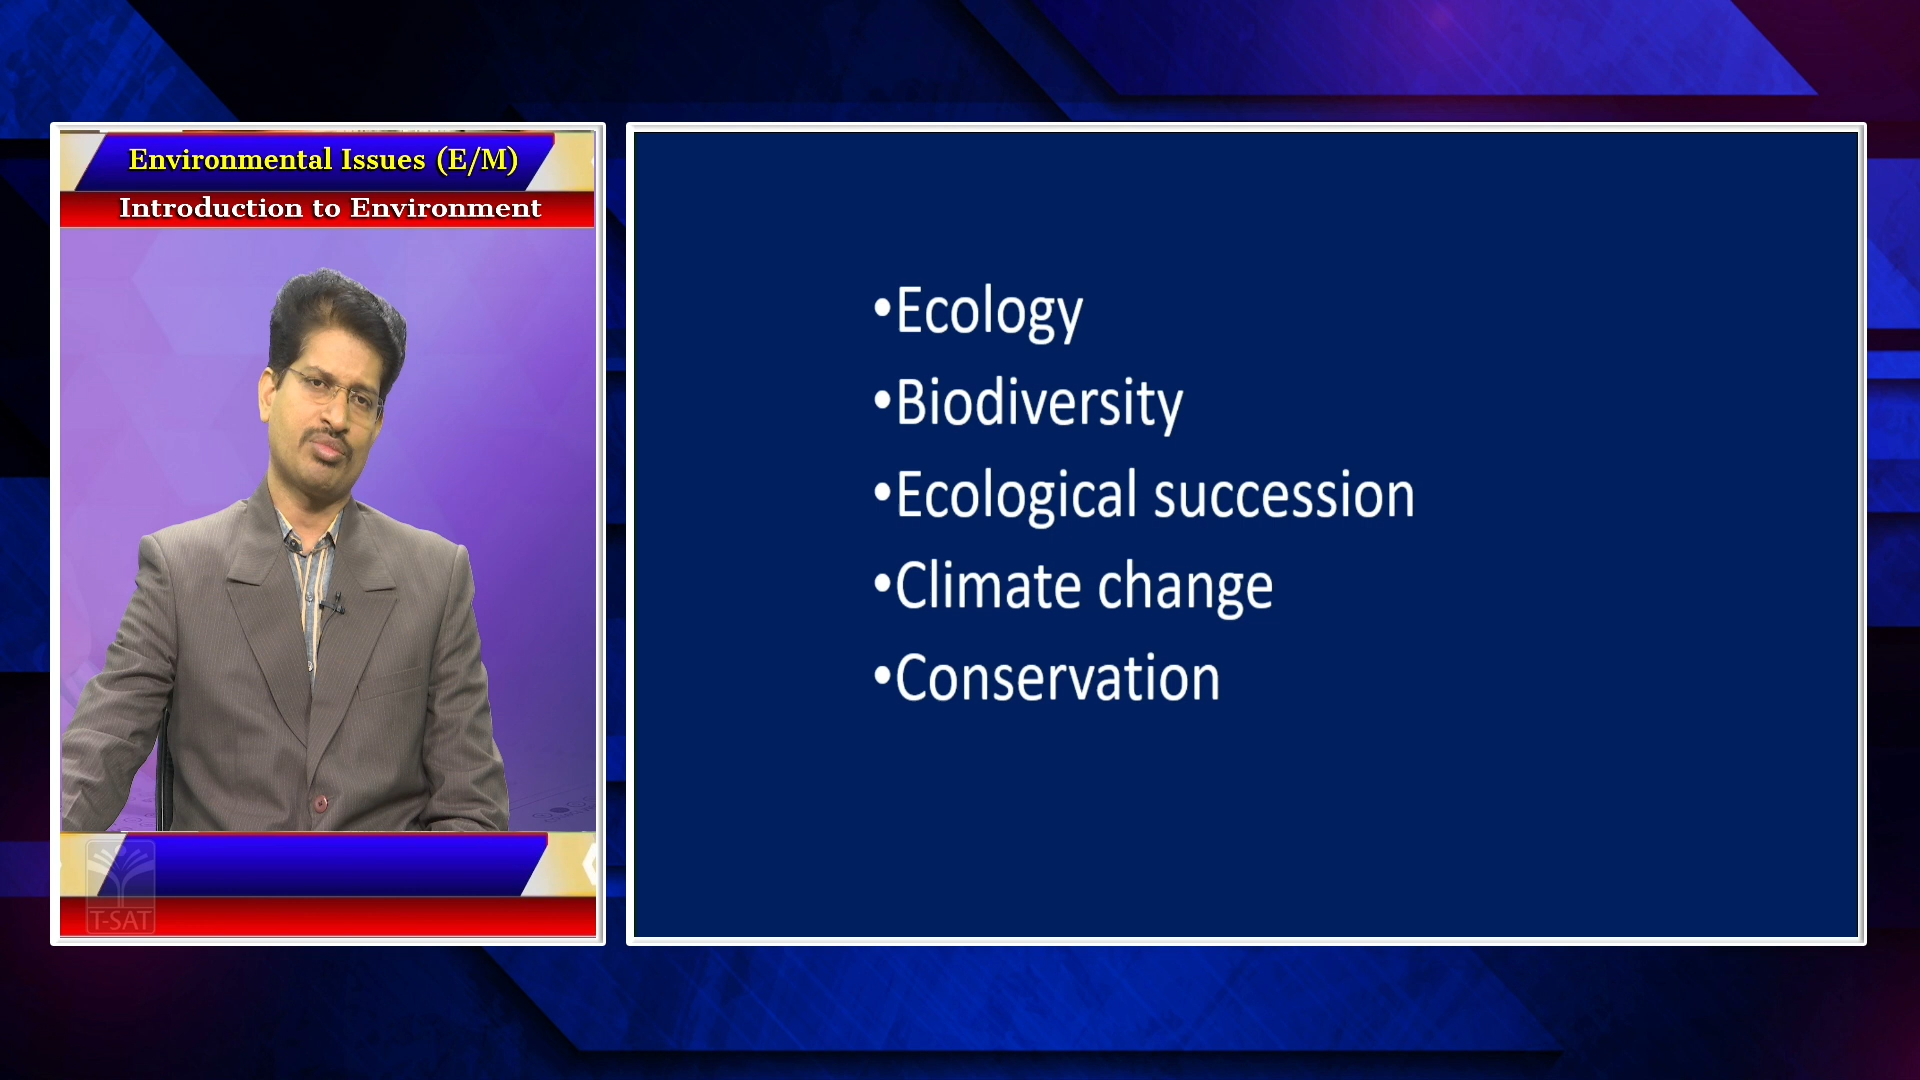 Environmental Issues (E/M)
Introduction to Environment
•Ecology
•Biodiversity
•Ecological succession
•Climate change
•Conservation
T-SAT